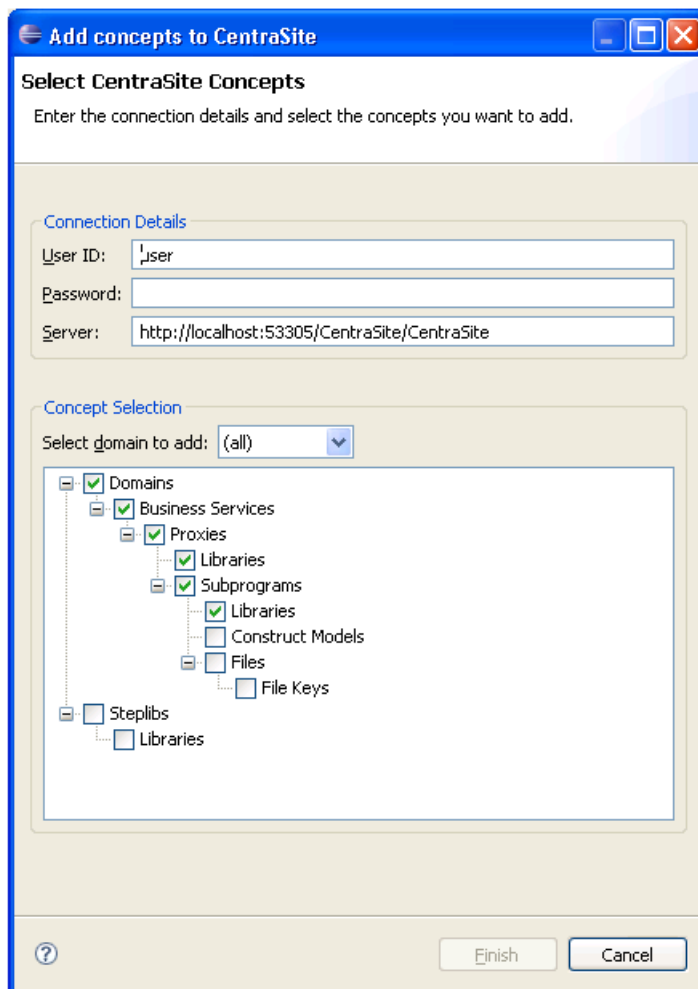 Add concepts to CentraSite
Select CentraSite Concepts
Enter the connection details and select the concepts you want to add.
Connection Details
User ID: user
Password:
Server: http://localhost:53305/CentraSite/CentraSite
Concept Selection
Select domain to add: (all)
Domains
Business Services
Proxies
Libraries
Subprograms
Libraries
Construct Models
Files
File Keys
Steplibs
Libraries
? Finish Cancel